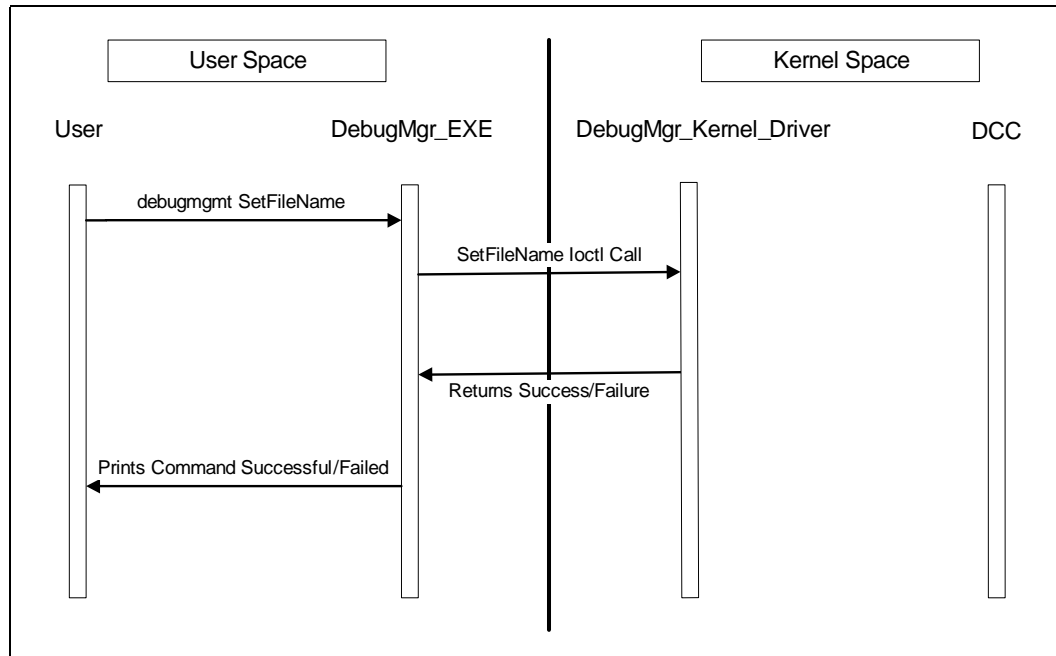 User Space
Kernel Space
User
DebugMgr_EXE
DebugMgr_Kernel_Driver
DCC
debugmgmt SetFileName
SetFileName Ioctl Call
Returns Success/Failure
Prints Command Successful/Failed